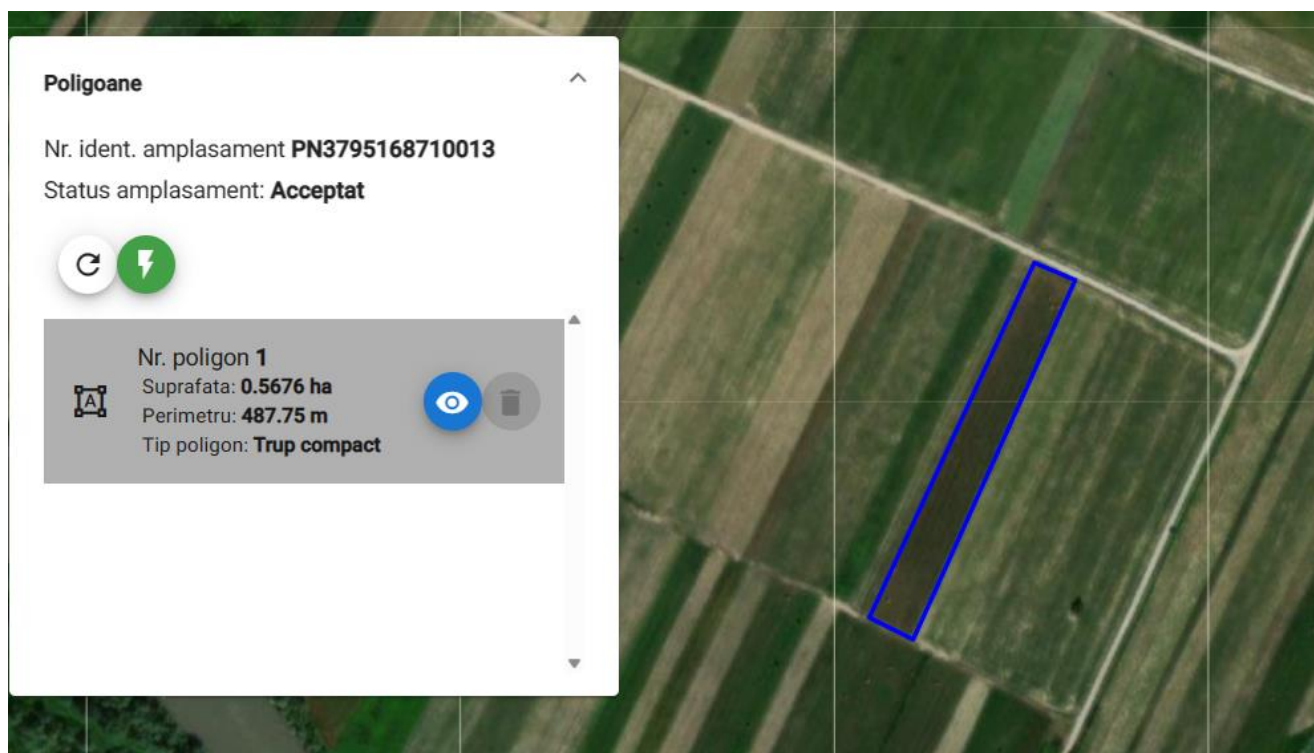 Poligoane
Nr. ident. amplasament PN3795168710013
Status amplasament: Acceptat
Nr. poligon 1
Suprafata: 0.5676 ha
Perimetru: 487.75 m
Tip poligon: Trup compact
A